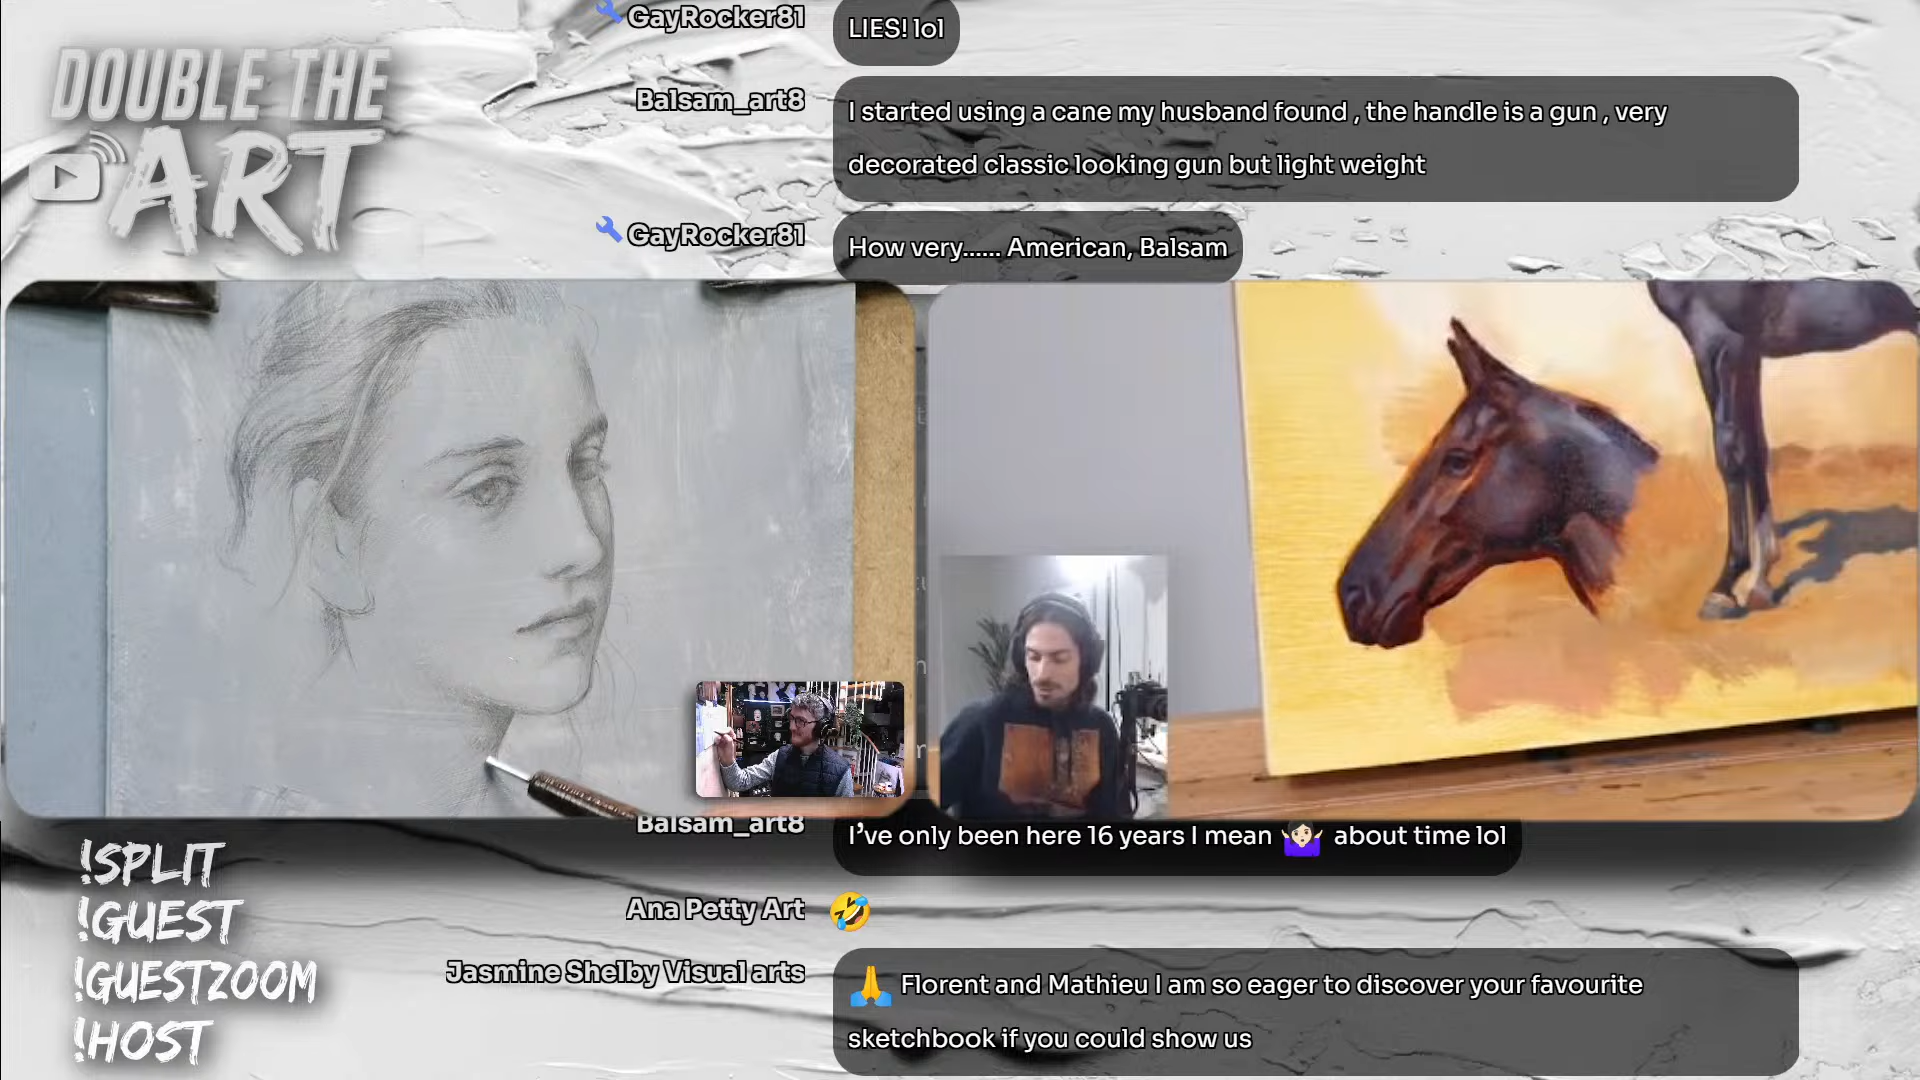 DOUBLE THE
ART
GayRocker81
LIES! lol
Balsam_art8
I started using a cane my husband found , the handle is a gun , very
decorated classic looking gun but light weight
GayRocker81
How very...... American, Balsam
Balsam_art8
I’ve only been here 16 years I mean 🤷🏻‍♀️ about time lol
Ana Petty Art
🤣
Jasmine Shelby Visual arts
🙏 Florent and Mathieu I am so eager to discover your favourite
sketchbook if you could show us
!SPLIT
!GUEST
!GUESTZOOM
!HOST